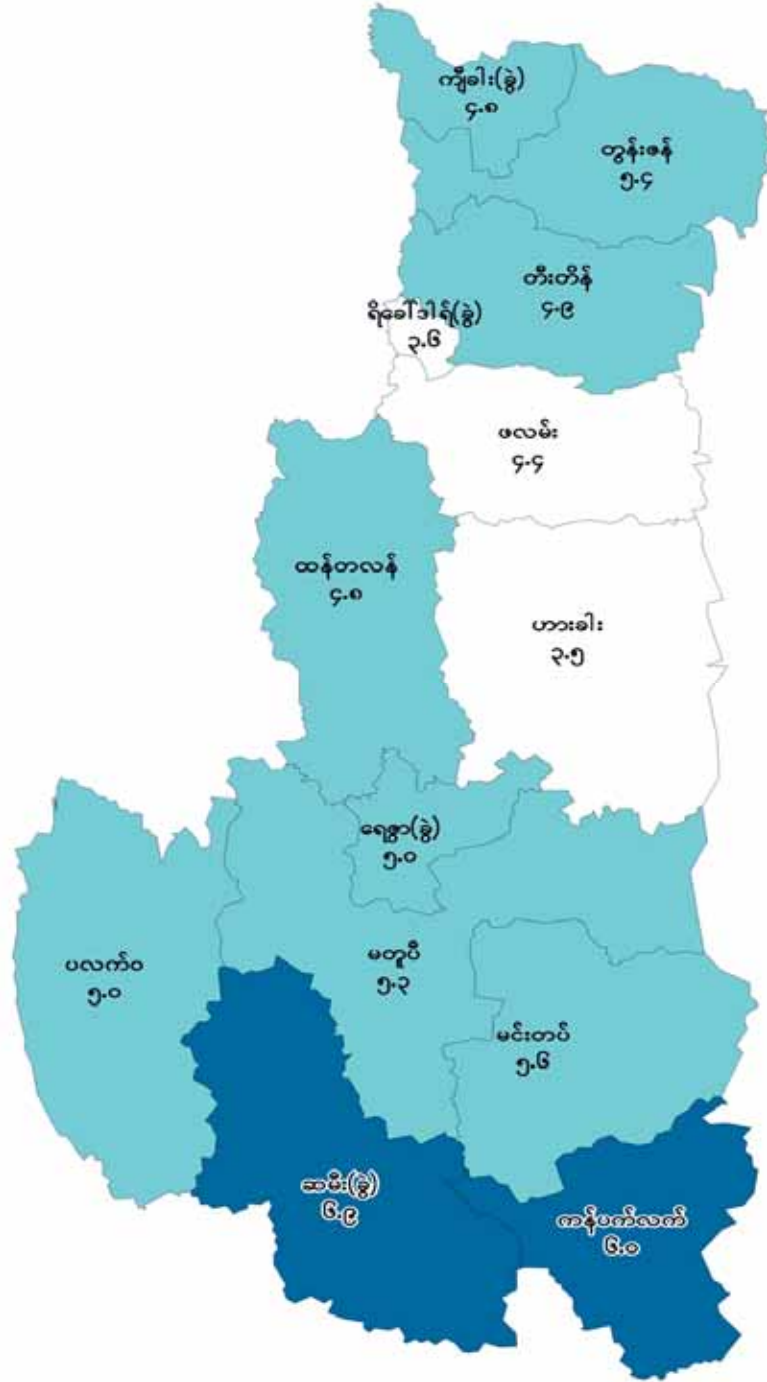 ကျီခါး(ခွဲ)
၄.၈
တွန်းဇန်
၅.၄
တီးတိန်
၄.၉
ရိခေါ်ဒါရ်(ခွဲ)
၃.၆
ဖလမ်း
၄.၄
ထန်တလန်
၄.၈
ဟားခါး
၃.၅
ရေဇွာ(ခွဲ)
၅.၀
ပလက်ဝ
၅.၀
မတူပီ
၅.၃
မင်းတပ်
၅.၆
ဆမီး(ခွဲ)
၆.၉
ကန်ပက်လက်
၆.၀